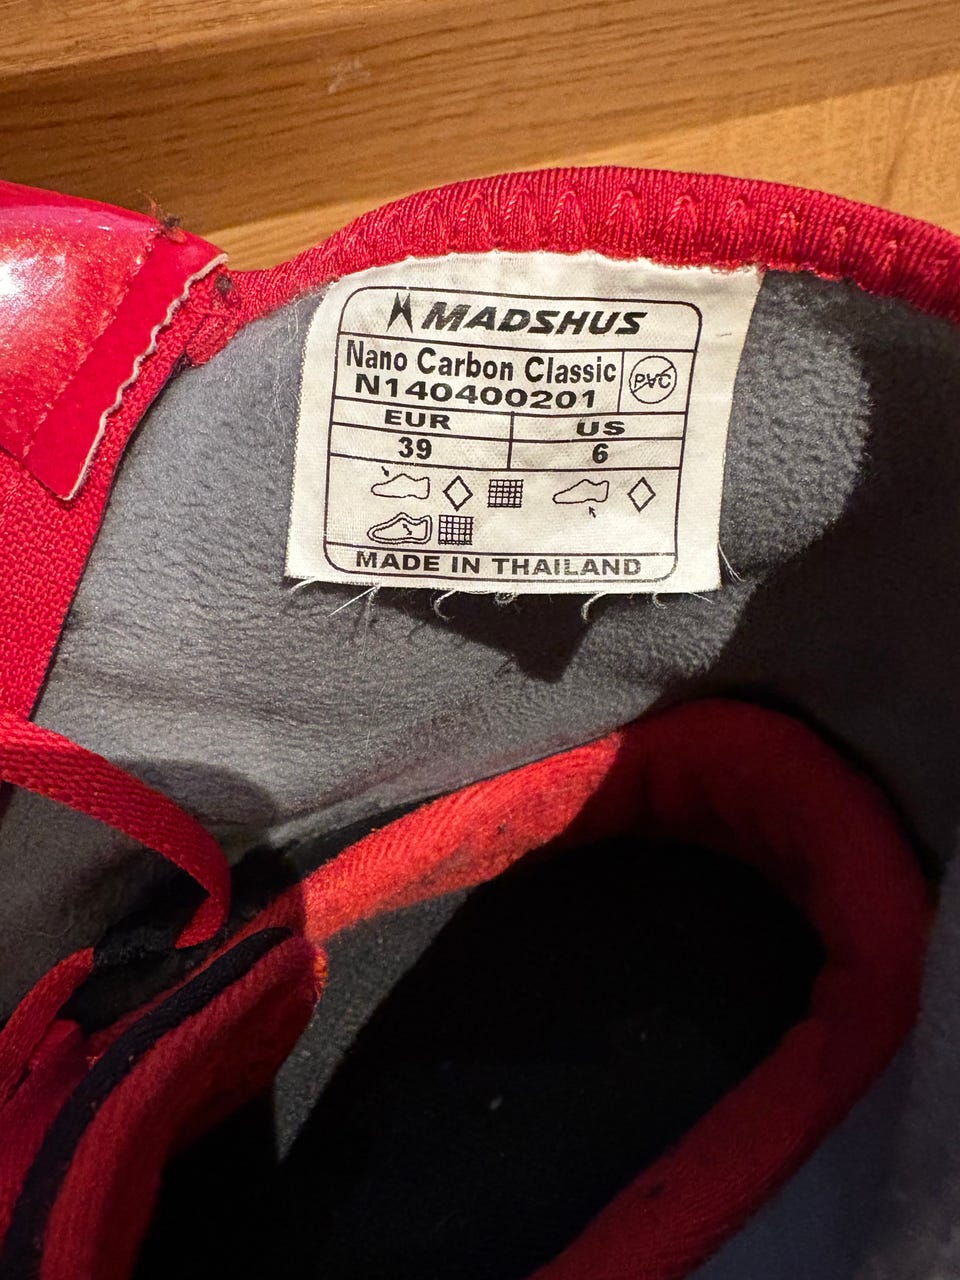 MADSHUS
Nano Carbon Classic
N140400201
PVC
EUR US
39 6
MADE IN THAILAND